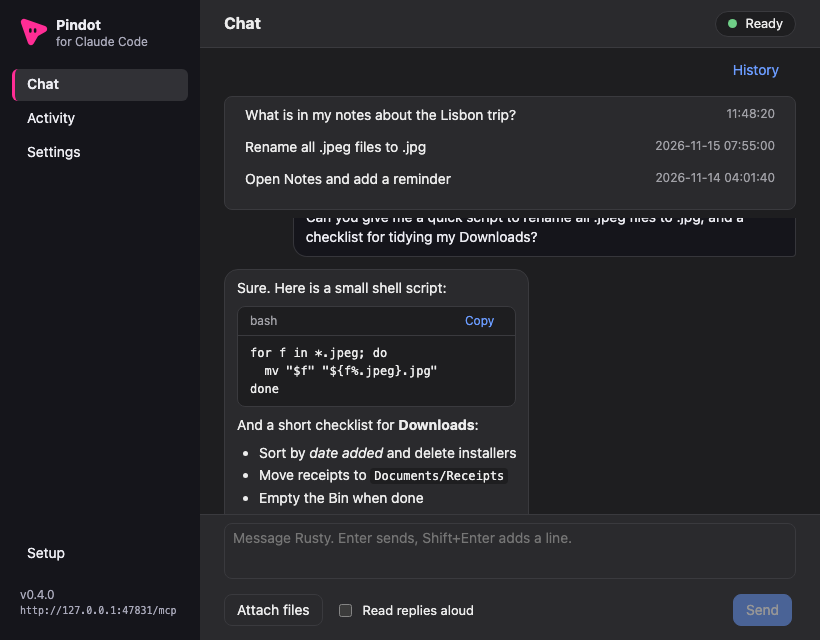 Pindot
for Claude Code
Chat
Activity
Settings
Setup
v0.4.0
http://127.0.0.1:47831/mcp
Chat
Ready
History
What is in my notes about the Lisbon trip?
11:48:20
Rename all .jpeg files to .jpg
2026-11-15 07:55:00
Open Notes and add a reminder
2026-11-14 04:01:40
Can you give me a quick script to rename all .jpeg files to .jpg, and a
checklist for tidying my Downloads?
Sure. Here is a small shell script:
bash
Copy
for f in *.jpeg; do
  mv "$f" "${f%.jpeg}.jpg"
done
And a short checklist for Downloads:
• Sort by date added and delete installers
• Move receipts to Documents/Receipts
• Empty the Bin when done
Message Rusty. Enter sends, Shift+Enter adds a line.
Attach files
Read replies aloud
Send